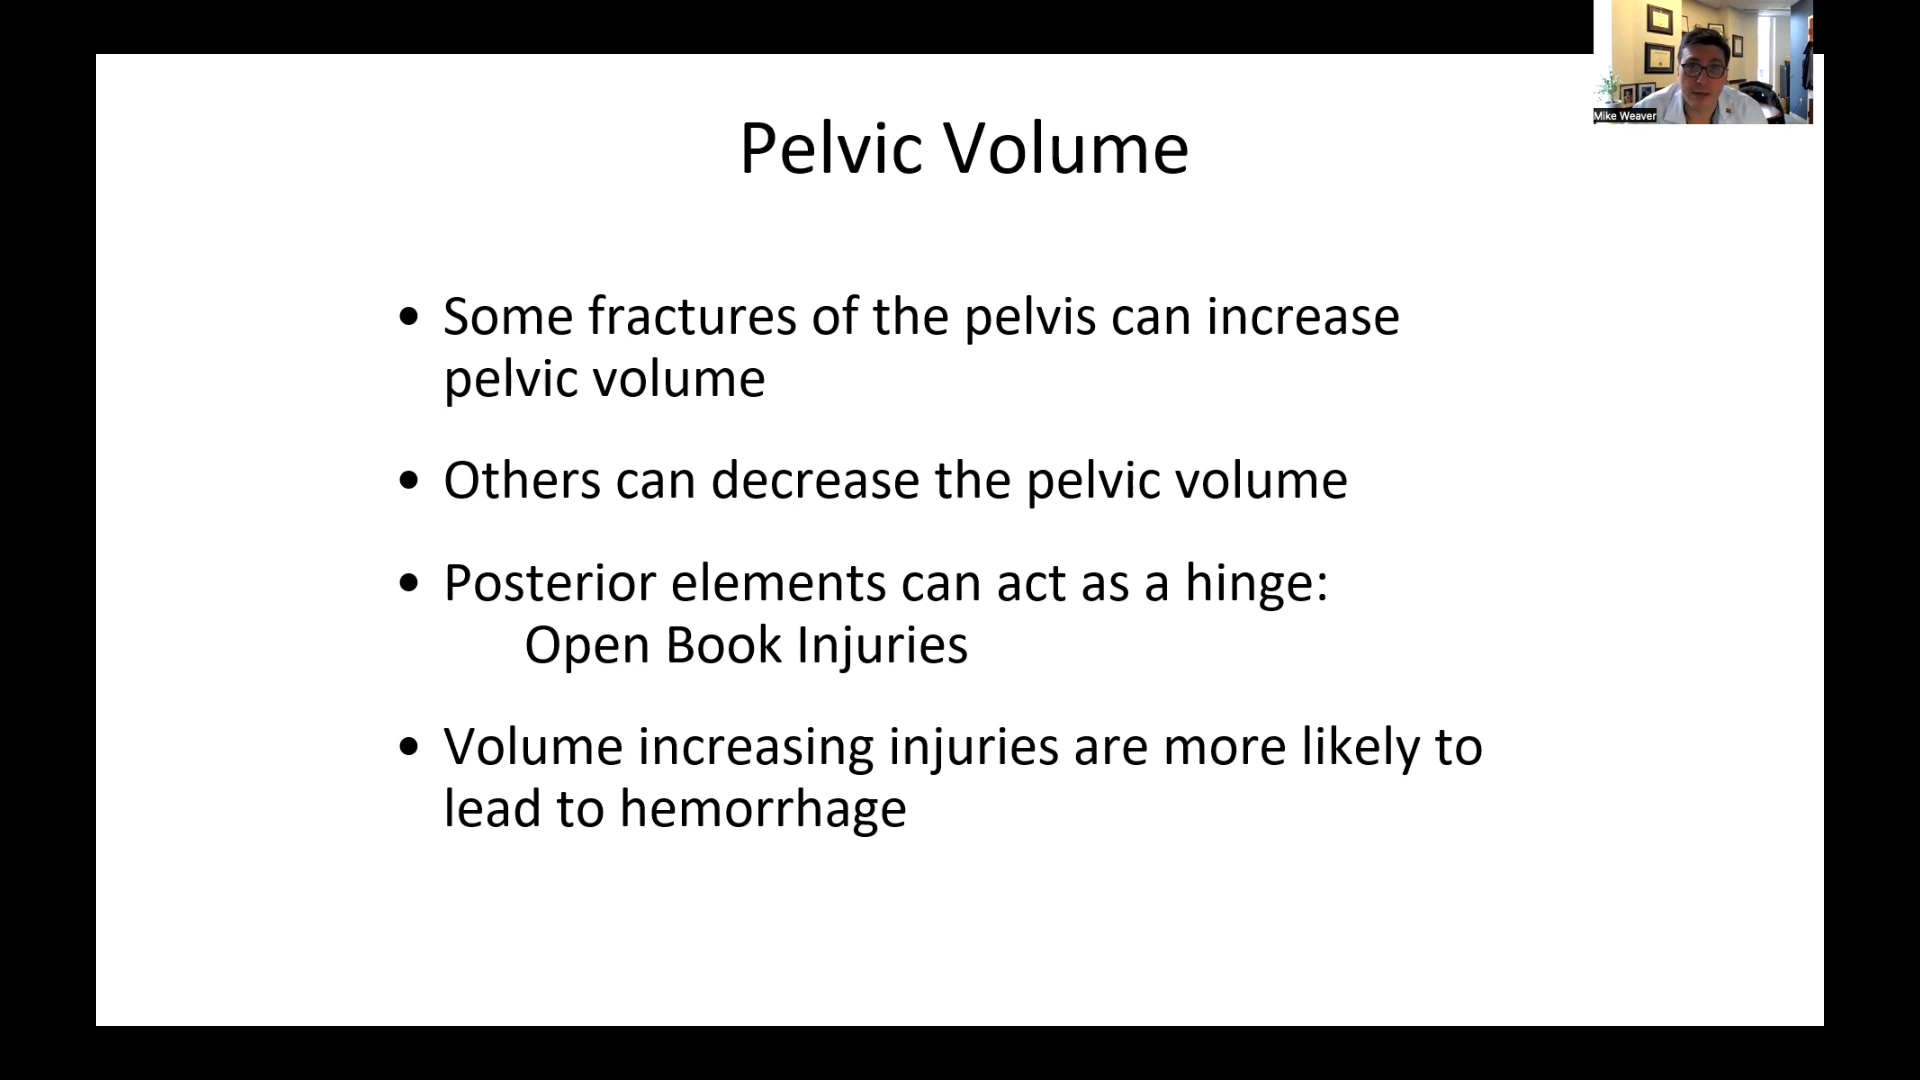 Mike Weaver
Pelvic Volume
• Some fractures of the pelvis can increase
pelvic volume
• Others can decrease the pelvic volume
• Posterior elements can act as a hinge:
Open Book Injuries
• Volume increasing injuries are more likely to
lead to hemorrhage